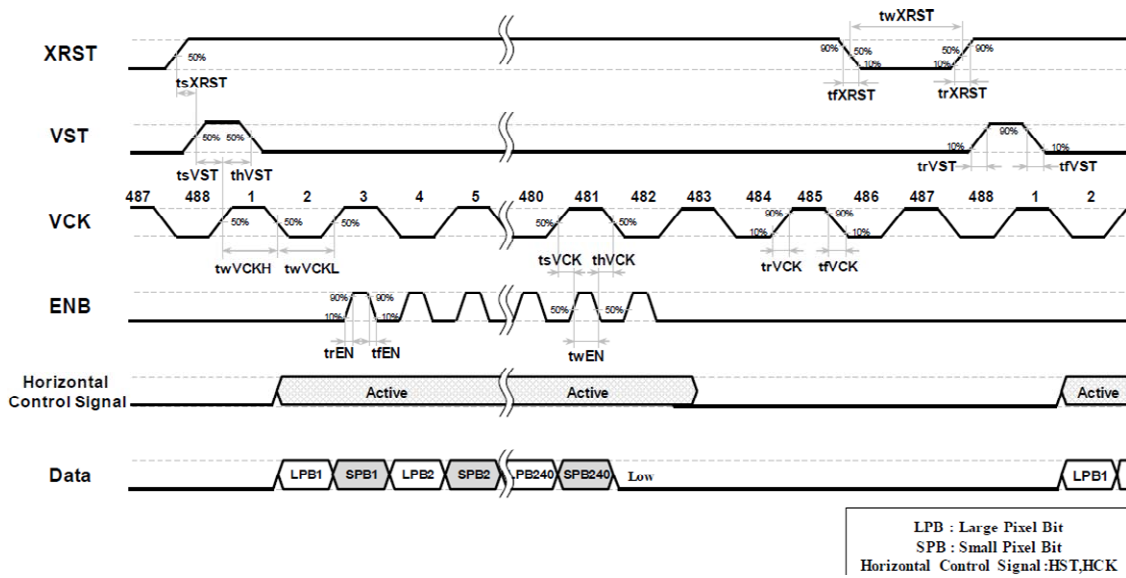 twXRST
XRST 50% 90% 50% 10% 50% 10% 90%
tsXRST tfXRST trXRST
VST 50% 50% 10% 90% 10%
tsVST thVST trVST tfVST
487 488 1 2 3 4 5 480 481 482 483 484 485 486 487 488 1 2
VCK 50% 50% 50% 50% 50% 90% 10% 90% 10%
twVCKH twVCKL tsVCK thVCK trVCK tfVCK
ENB 90% 10% 90% 10% 50% 50%
trEN tfEN twEN
Horizontal
Control Signal Active Active Active
Data LPB1 SPB1 LPB2 SPB2 LPB240 SPB240 Low LPB1
LPB : Large Pixel Bit
SPB : Small Pixel Bit
Horizontal Control Signal :HST,HCK